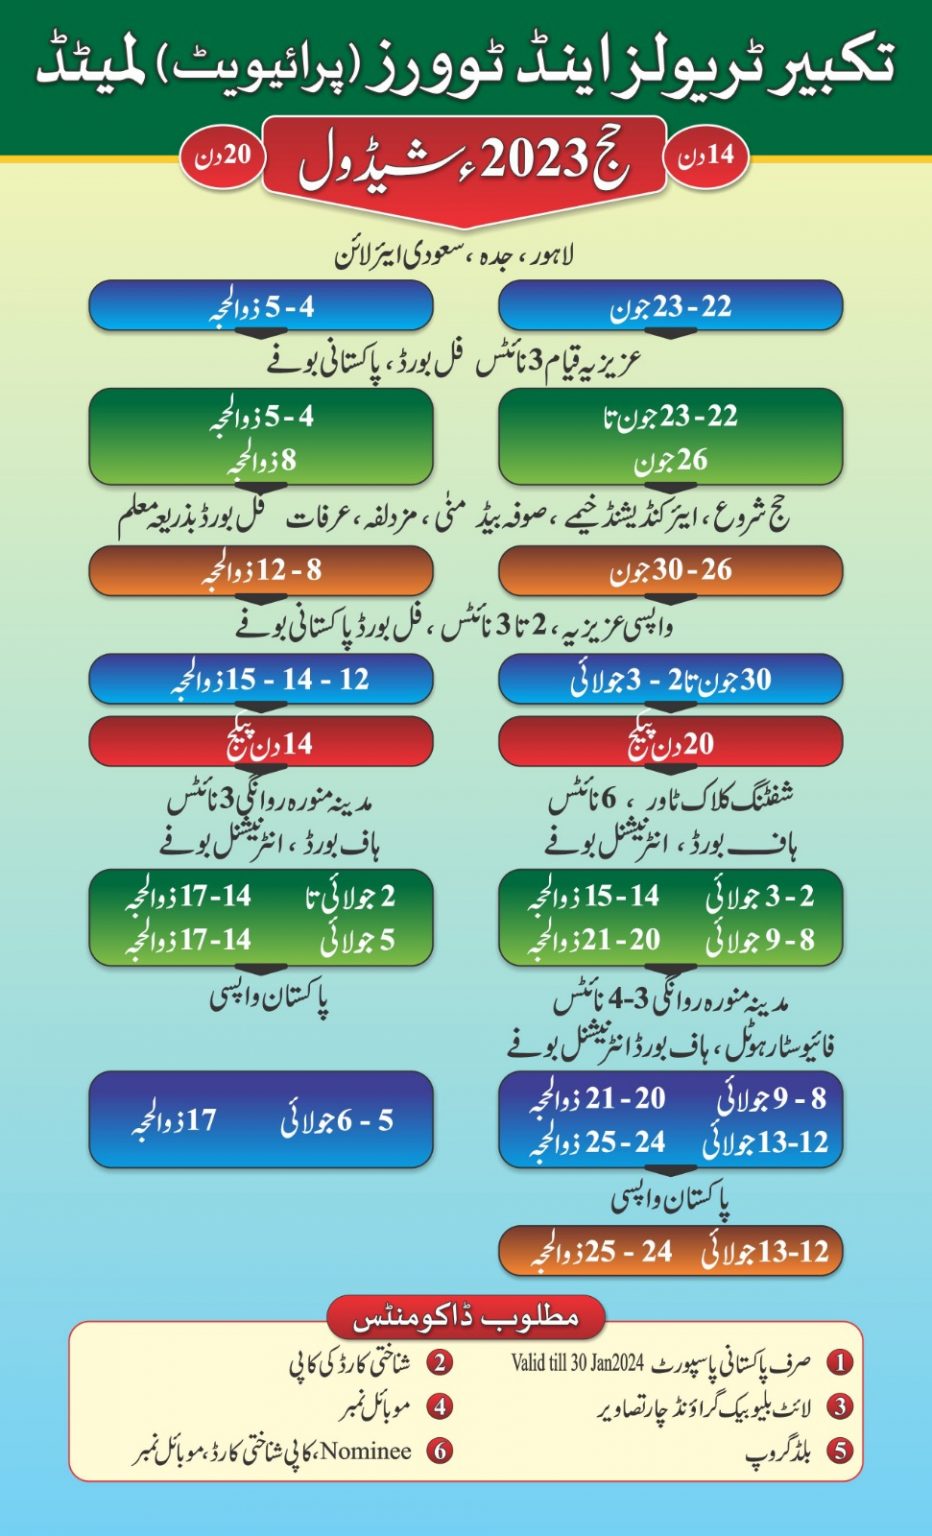 تکبیر ٹریولز اینڈ ٹوورز (پرائیویٹ) لمیٹڈ
14 دن
حج 2023ء شیڈول
20 دن
لاہور، جدہ، سعودی ایئر لائن
22-23 جون
4-5 ذوالحجہ
عزیزیہ قیام 3 نائٹس فل بورڈ، پاکستانی بوفے
22-23 جون تا
26 جون
4-5 ذوالحجہ
8 ذوالحجہ
حج شروع، ایئر کنڈیشنڈ خیمے، صوفہ بیڈ منیٰ، مزدلفہ، عرفات فل بورڈ بذریعہ معلم
26-30 جون
8-12 ذوالحجہ
واپسی عزیزیہ، 2 تا 3 نائٹس، فل بورڈ پاکستانی بوفے
30 جون تا 2 - 3 جولائی
12 - 14 - 15 ذوالحجہ
20 دن پیکج
14 دن پیکج
شفٹنگ کلاک ٹاور، 6 نائٹس
ہاف بورڈ، انٹرنیشنل بوفے
مدینہ منورہ روانگی 3 نائٹس
ہاف بورڈ، انٹرنیشنل بوفے
2-3 جولائی 14-15 ذوالحجہ
8-9 جولائی 20-21 ذوالحجہ
2 جولائی تا 14-17 ذوالحجہ
5 جولائی 14-17 ذوالحجہ
مدینہ منورہ روانگی 3-4 نائٹس
فائیو سٹار ہوٹل، ہاف بورڈ انٹرنیشنل بوفے
پاکستان واپسی
8-9 جولائی 20-21 ذوالحجہ
12-13 جولائی 24-25 ذوالحجہ
5-6 جولائی 17 ذوالحجہ
پاکستان واپسی
12-13 جولائی 24 - 25 ذوالحجہ
مطلوب ڈاکومنٹس
1 صرف پاکستانی پاسپورٹ Valid till 30 Jan2024
2 شناختی کارڈ کی کاپی
3 لائٹ بلیو بیک گراؤنڈ چار تصاویر
4 موبائل نمبر
5 بلڈ گروپ
6 Nominee، کاپی شناختی کارڈ، موبائل نمبر